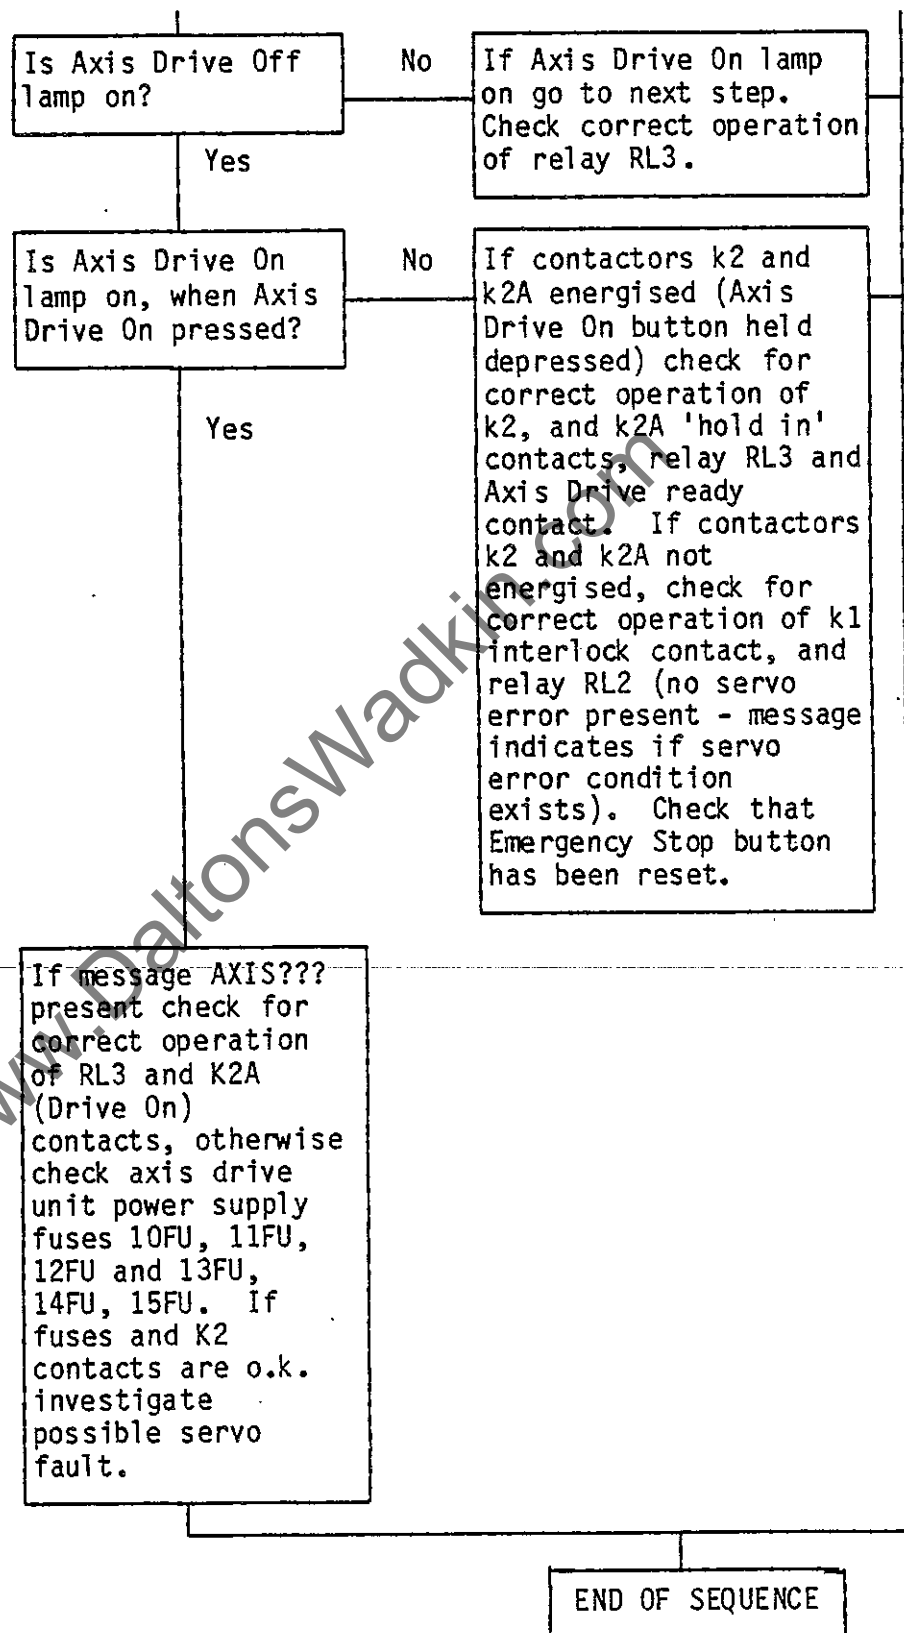 Is Axis Drive Off
lamp on?
No
If Axis Drive On lamp
on go to next step.
Check correct operation
of relay RL3.
Yes
Is Axis Drive On
lamp on, when Axis
Drive On pressed?
No
If contactors k2 and
k2A energised (Axis
Drive On button held
depressed) check for
correct operation of
k2, and k2A 'hold in'
contacts, relay RL3 and
Axis Drive ready
contact. If contactors
k2 and k2A not
energised, check for
correct operation of k1
interlock contact, and
relay RL2 (no servo
error present - message
indicates if servo
error condition
exists). Check that
Emergency Stop button
has been reset.
Yes
If message AXIS???
present check for
correct operation
of RL3 and K2A
(Drive On)
contacts, otherwise
check axis drive
unit power supply
fuses 10FU, 11FU,
12FU and 13FU,
14FU, 15FU. If
fuses and K2
contacts are o.k.
investigate
possible servo
fault.
END OF SEQUENCE
www.DaltonsWadkin.com